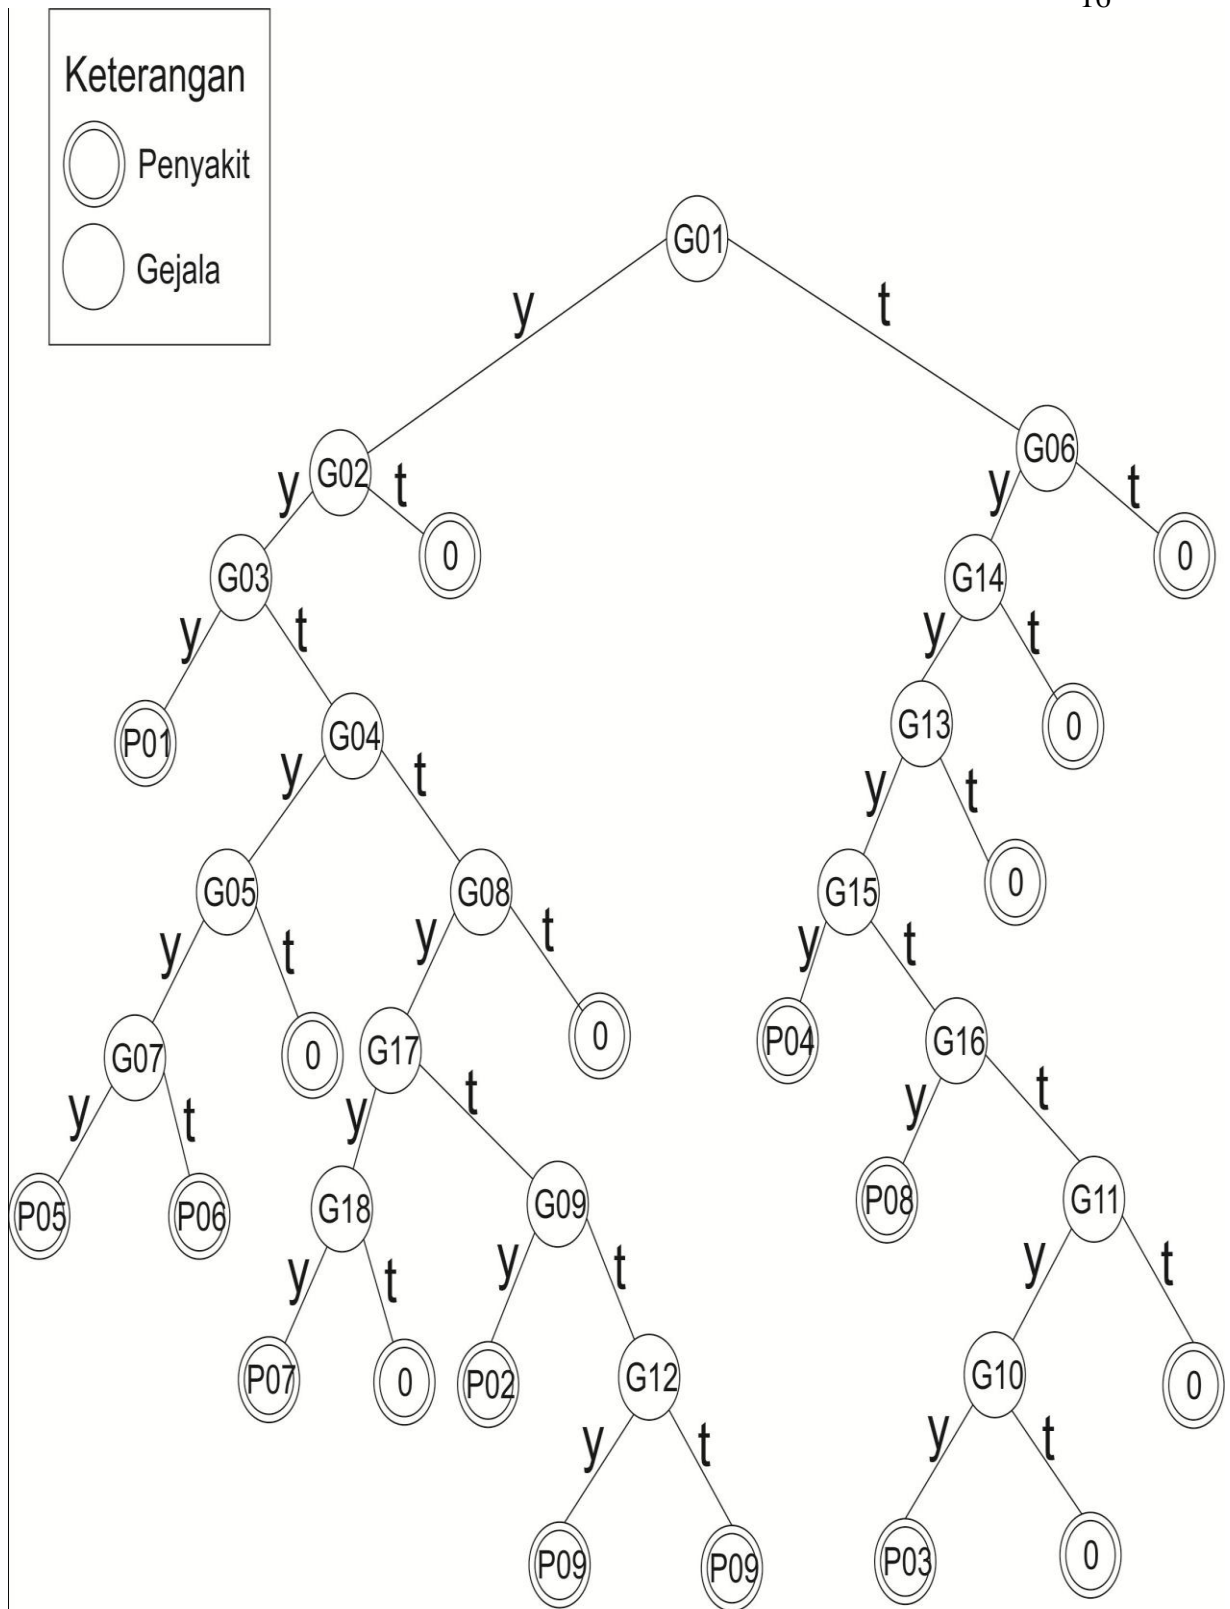 16
Keterangan
Penyakit
Gejala
G01
y t
G02 G06
y t y t
G03 0 G14 0
y t y t
P01 G04 G13 0
y t y t
G05 G08 G15 0
y t y t y t
G07 0 G17 0 P04 G16
y t y t y t
P05 P06 G18 G09 P08 G11
y t y t y t
P07 0 P02 G12 G10 0
y t y t
P09 P09 P03 0